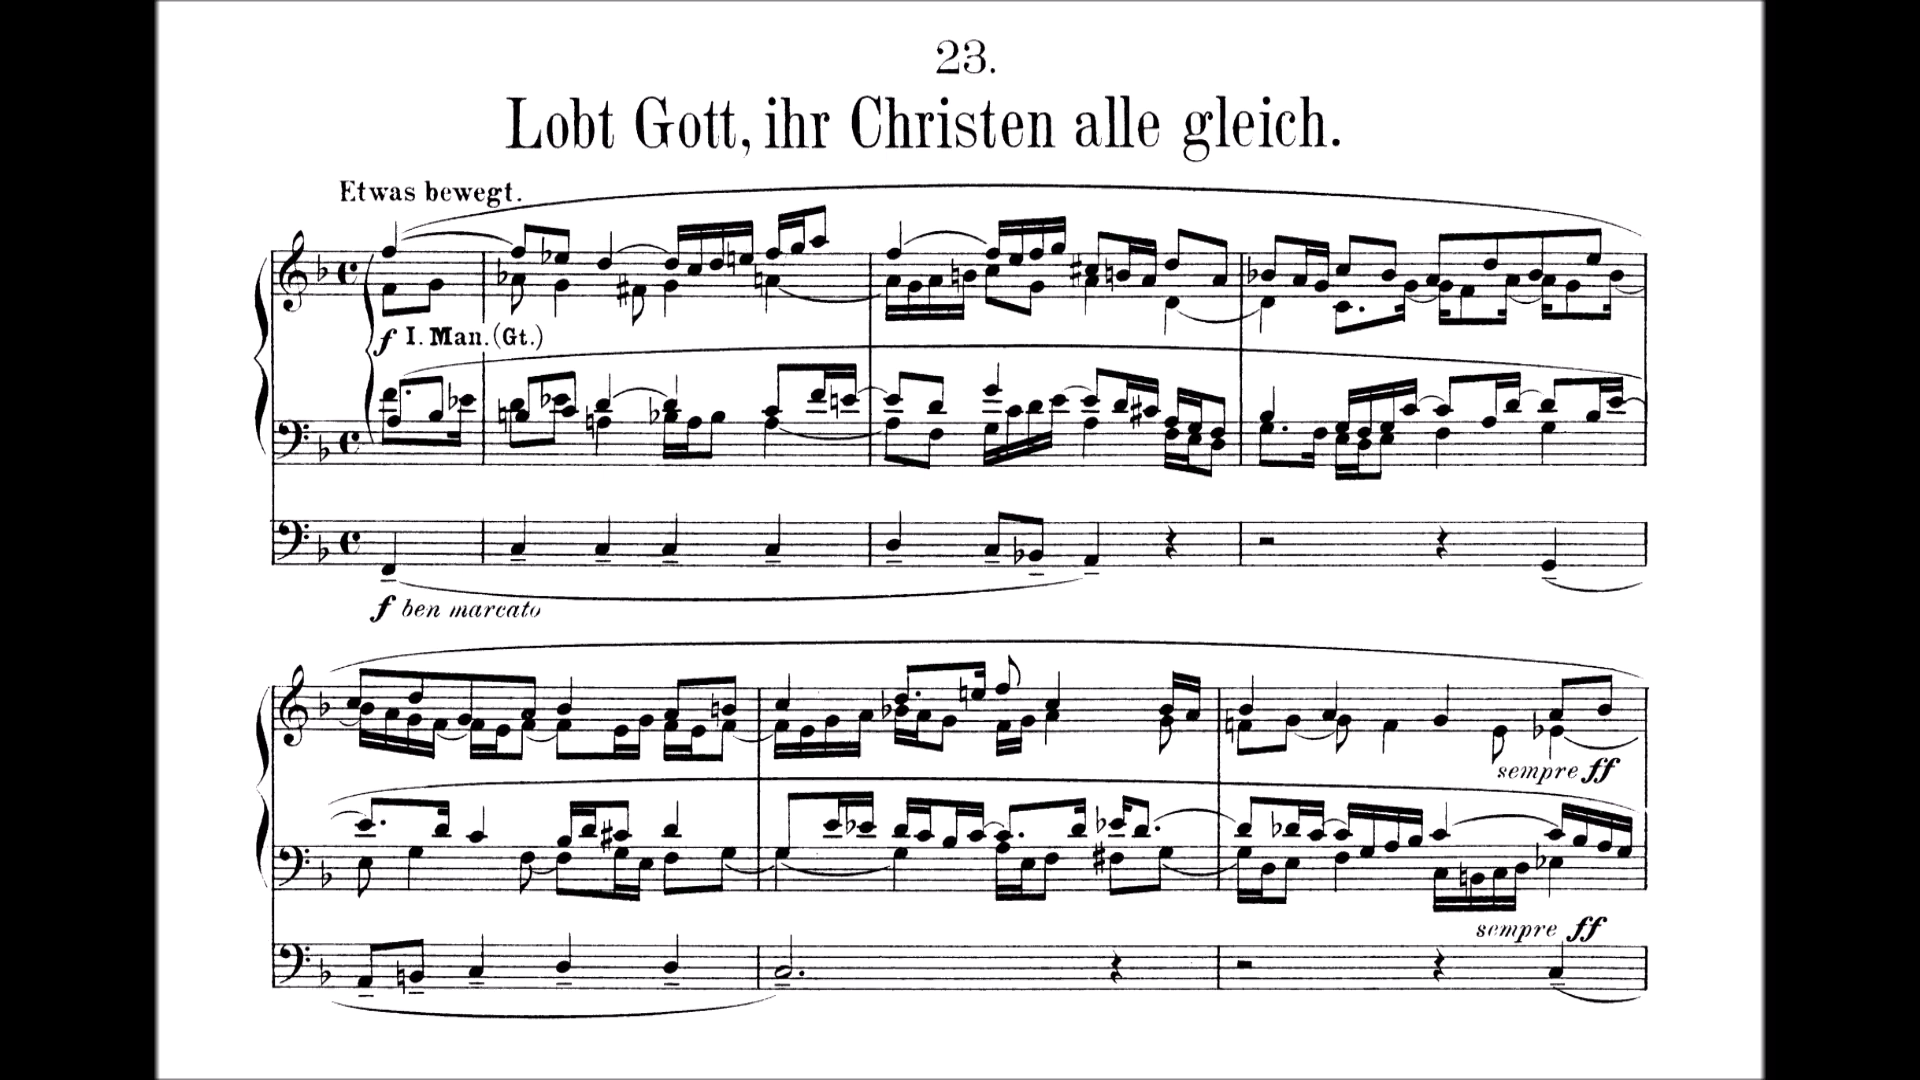 23.
Lobt Gott, ihr Christen alle gleich.
Etwas bewegt.
f I. Man. (Gt.)
f ben marcato
sempre ff
sempre ff